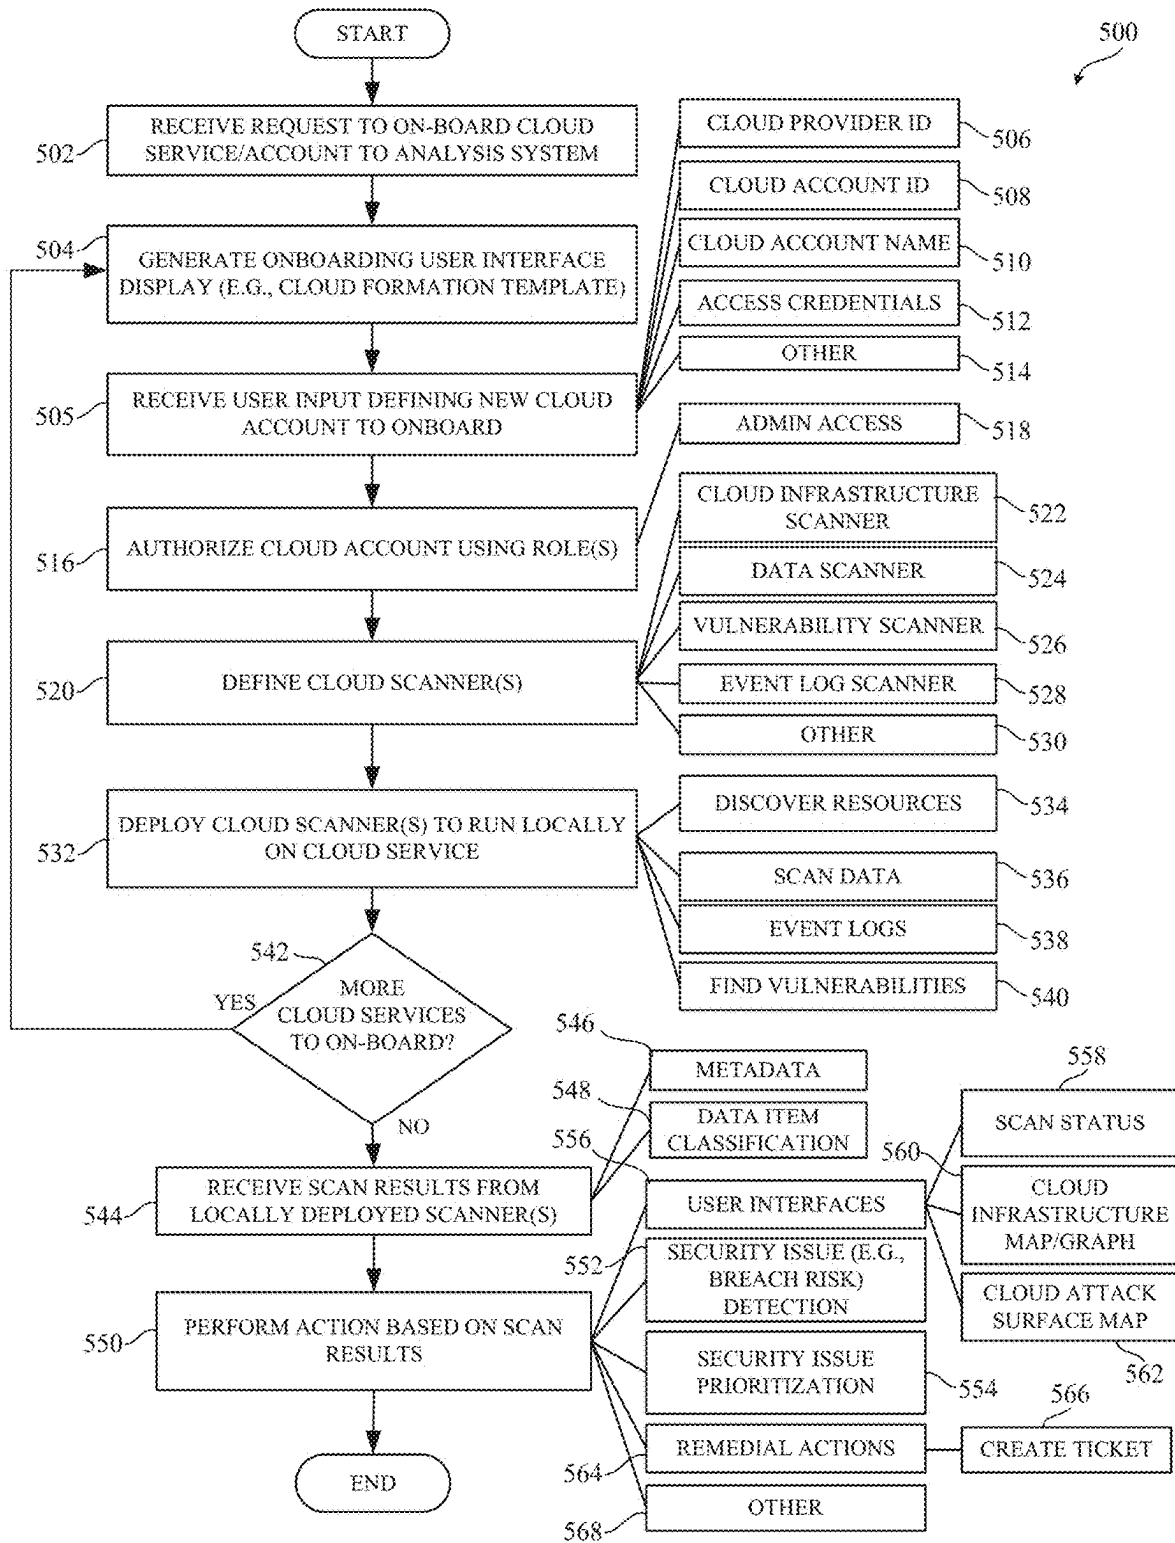 START
500
RECEIVE REQUEST TO ON-BOARD CLOUD
SERVICE/ACCOUNT TO ANALYSIS SYSTEM
502
CLOUD PROVIDER ID
506
CLOUD ACCOUNT ID
508
504
GENERATE ONBOARDING USER INTERFACE
DISPLAY (E.G., CLOUD FORMATION TEMPLATE)
CLOUD ACCOUNT NAME
510
ACCESS CREDENTIALS
512
OTHER
514
505
RECEIVE USER INPUT DEFINING NEW CLOUD
ACCOUNT TO ONBOARD
ADMIN ACCESS
518
516
AUTHORIZE CLOUD ACCOUNT USING ROLE(S)
CLOUD INFRASTRUCTURE
SCANNER
522
DATA SCANNER
524
VULNERABILITY SCANNER
526
520
DEFINE CLOUD SCANNER(S)
EVENT LOG SCANNER
528
OTHER
530
DEPLOY CLOUD SCANNER(S) TO RUN LOCALLY
ON CLOUD SERVICE
532
DISCOVER RESOURCES
534
SCAN DATA
536
EVENT LOGS
538
FIND VULNERABILITIES
540
542
YES
MORE
CLOUD SERVICES
TO ON-BOARD?
NO
546
METADATA
548
DATA ITEM
CLASSIFICATION
544
RECEIVE SCAN RESULTS FROM
LOCALLY DEPLOYED SCANNER(S)
556
USER INTERFACES
558
SCAN STATUS
560
CLOUD
INFRASTRUCTURE
MAP/GRAPH
CLOUD ATTACK
SURFACE MAP
562
552
SECURITY ISSUE (E.G.,
BREACH RISK)
DETECTION
550
PERFORM ACTION BASED ON SCAN
RESULTS
SECURITY ISSUE
PRIORITIZATION
554
564
REMEDIAL ACTIONS
566
CREATE TICKET
END
OTHER
568